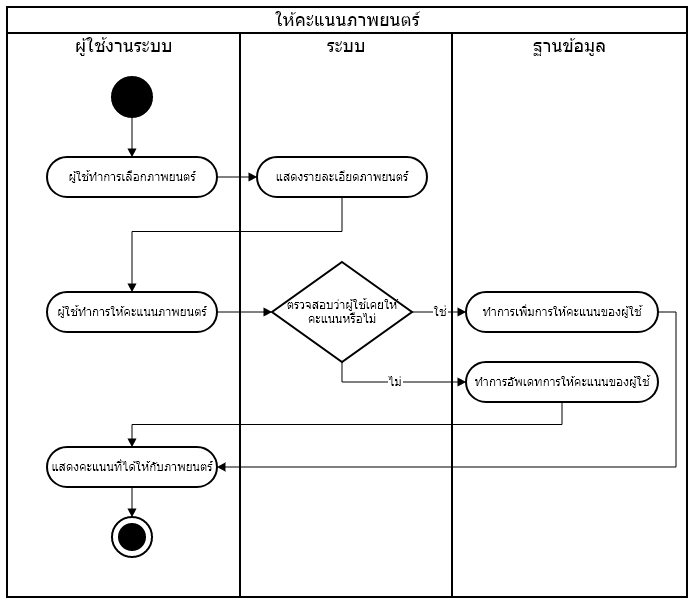 ให้คะแนนภาพยนตร์
ผู้ใช้งานระบบ
ระบบ
ฐานข้อมูล
ผู้ใช้ทำการเลือกภาพยนตร์
แสดงรายละเอียดภาพยนตร์
ผู้ใช้ทำการให้คะแนนภาพยนตร์
ตรวจสอบว่าผู้ใช้เคยให้
คะแนนหรือไม่
ใช่
ทำการเพิ่มการให้คะแนนของผู้ใช้
ไม่
ทำการอัพเดทการให้คะแนนของผู้ใช้
แสดงคะแนนที่ได้ให้กับภาพยนตร์